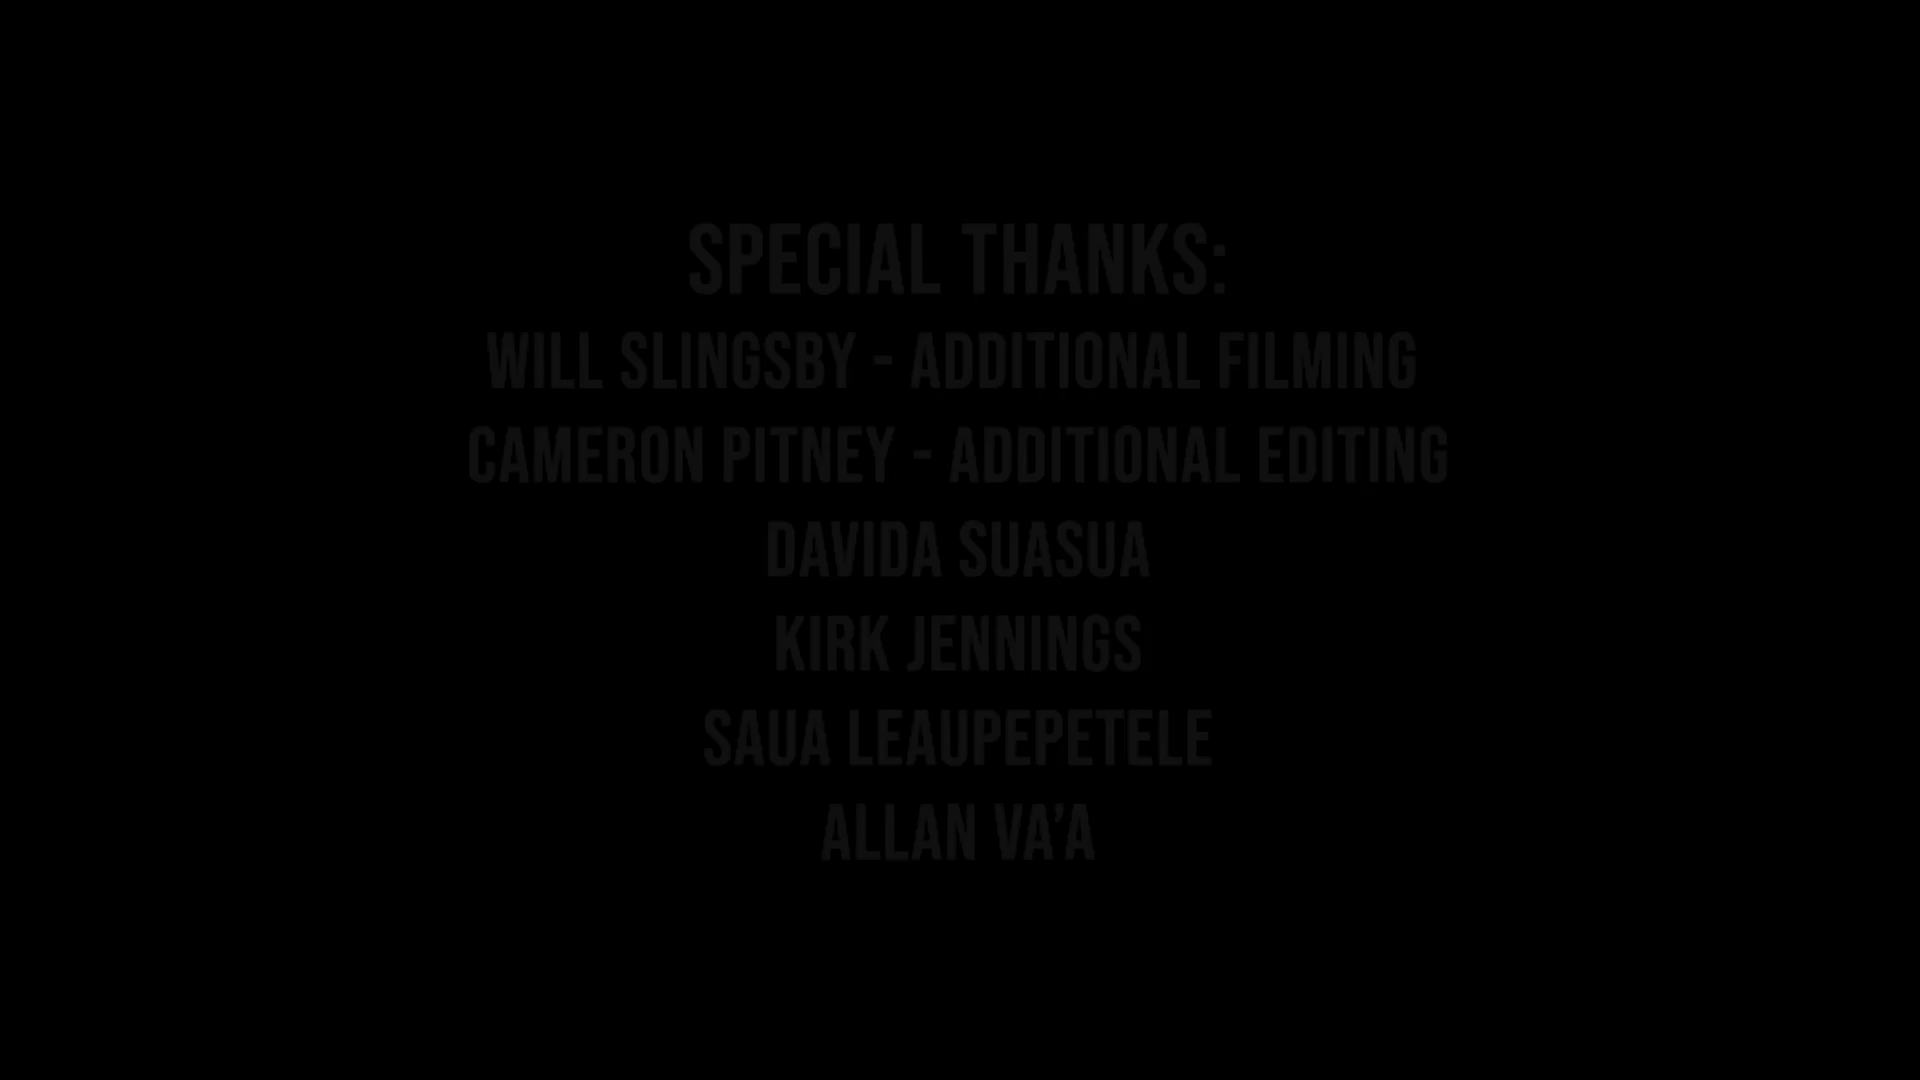 SPECIAL THANKS:
WILL SLINGSBY - ADDITIONAL FILMING
CAMERON PITNEY - ADDITIONAL EDITING
DAVIDA SUASUA
KIRK JENNINGS
SAUA LEAUPEPETELE
ALLAN VA’A